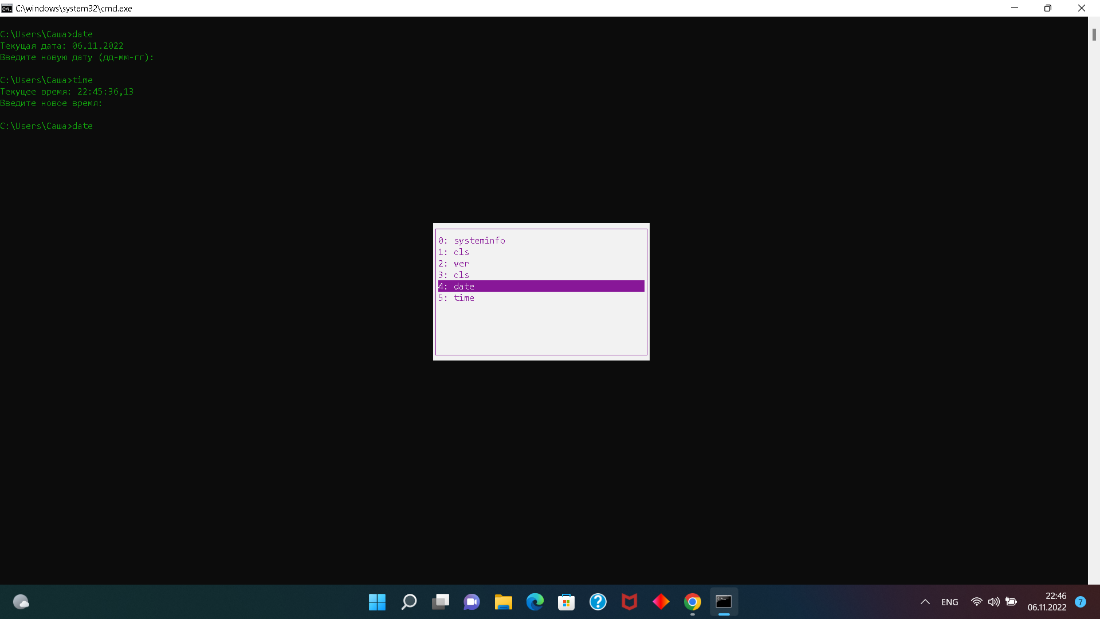 C:\windows\system32\cmd.exe
C:\Users\Саша>date
Текущая дата: 06.11.2022
Введите новую дату (дд-мм-гг):
C:\Users\Саша>time
Текущее время: 22:45:36,13
Введите новое время:
C:\Users\Саша>date
0: systeminfo
1: cls
2: ver
3: cls
4: date
5: time
ENG
22:46
06.11.2022
7